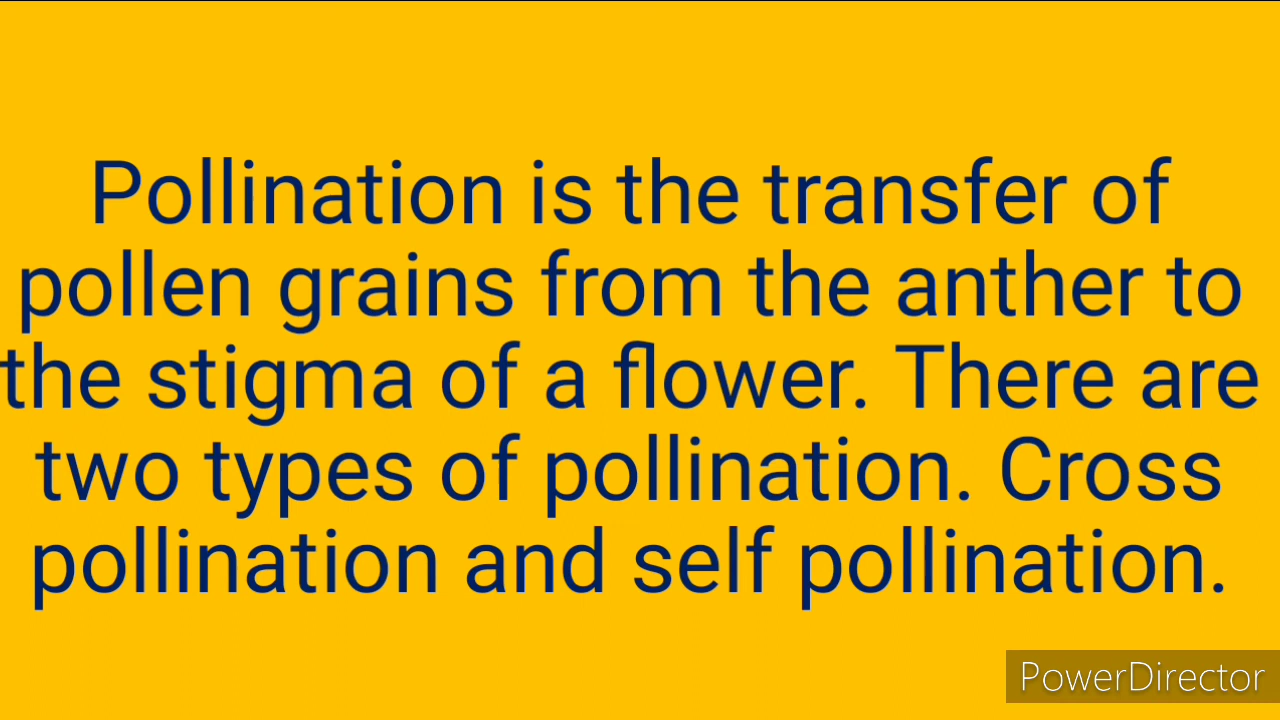 Pollination is the transfer of
pollen grains from the anther to
the stigma of a flower. There are
two types of pollination. Cross
pollination and self pollination.
PowerDirector